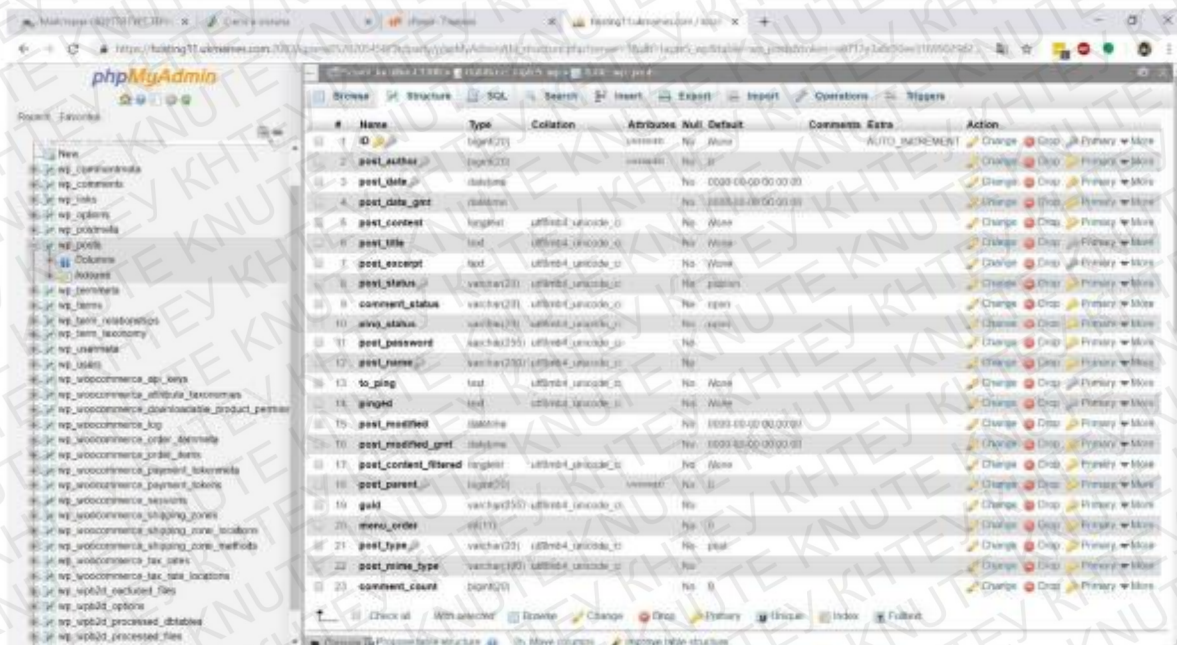 phpMyAdmin
Recent Favorites
New
wp_commentmeta
wp_comments
wp_links
wp_options
wp_postmeta
wp_posts
Columns
Indexes
wp_termmeta
wp_terms
wp_term_relationships
wp_term_taxonomy
wp_usermeta
wp_users
wp_woocommerce_api_keys
wp_woocommerce_attribute_taxonomies
wp_woocommerce_downloadable_product_permiss
wp_woocommerce_log
wp_woocommerce_order_itemmeta
wp_woocommerce_order_items
wp_woocommerce_payment_tokenmeta
wp_woocommerce_payment_tokens
wp_woocommerce_sessions
wp_woocommerce_shipping_zones
wp_woocommerce_shipping_zone_locations
wp_woocommerce_shipping_zone_methods
wp_woocommerce_tax_rates
wp_woocommerce_tax_rate_locations
wp_wpb2d_excluded_files
wp_wpb2d_options
wp_wpb2d_processed_dbtables
wp_wpb2d_processed_files
Browse Structure SQL Search Insert Export Import Operations Triggers
# Name Type Collation Attributes Null Default Comments Extra Action
1 ID bigint(20) No None AUTO_INCREMENT Change Drop Primary More
2 post_author bigint(20) No 0 Change Drop Primary More
3 post_date datetime No 0000-00-00 00:00:00 Change Drop Primary More
4 post_date_gmt datetime No 0000-00-00 00:00:00 Change Drop Primary More
5 post_content longtext utf8mb4_unicode_ci No None Change Drop Primary More
6 post_title text utf8mb4_unicode_ci No None Change Drop Primary More
7 post_excerpt text utf8mb4_unicode_ci No None Change Drop Primary More
8 post_status varchar(20) utf8mb4_unicode_ci No publish Change Drop Primary More
9 comment_status varchar(20) utf8mb4_unicode_ci No open Change Drop Primary More
10 ping_status varchar(20) utf8mb4_unicode_ci No open Change Drop Primary More
11 post_password varchar(255) utf8mb4_unicode_ci No Change Drop Primary More
12 post_name varchar(200) utf8mb4_unicode_ci No Change Drop Primary More
13 to_ping text utf8mb4_unicode_ci No None Change Drop Primary More
14 pinged text utf8mb4_unicode_ci No None Change Drop Primary More
15 post_modified datetime No 0000-00-00 00:00:00 Change Drop Primary More
16 post_modified_gmt datetime No 0000-00-00 00:00:00 Change Drop Primary More
17 post_content_filtered longtext utf8mb4_unicode_ci No None Change Drop Primary More
18 post_parent bigint(20) No 0 Change Drop Primary More
19 guid varchar(255) utf8mb4_unicode_ci No Change Drop Primary More
20 menu_order int(11) No 0 Change Drop Primary More
21 post_type varchar(20) utf8mb4_unicode_ci No post Change Drop Primary More
22 post_mime_type varchar(100) utf8mb4_unicode_ci No Change Drop Primary More
23 comment_count bigint(20) No 0 Change Drop Primary More
Check all With selected: Browse Change Drop Primary Unique Index Fulltext
Console Propose table structure Move columns Improve table structure